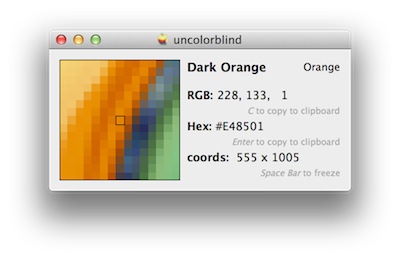 uncolorblind
Dark Orange Orange
RGB: 228, 133, 1
C to copy to clipboard
Hex: #E48501
Enter to copy to clipboard
coords: 555 x 1005
Space Bar to freeze